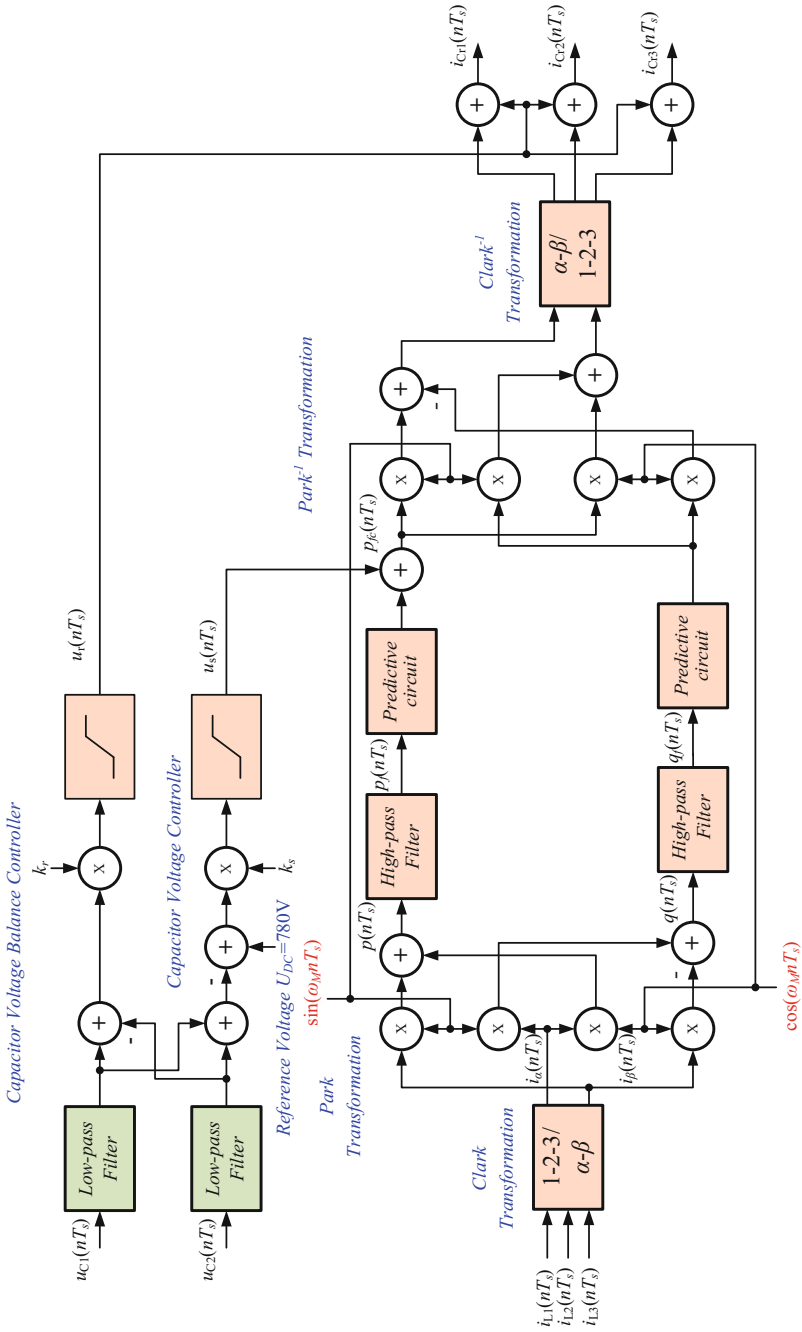 Capacitor Voltage Balance Controller
u_C1(nT_s)
Low-pass
Filter
+
-
k_r
x
u_r(nT_s)
Capacitor Voltage Controller
u_C2(nT_s)
Low-pass
Filter
+
-
+
x
k_s
u_s(nT_s)
Reference Voltage U_DC=780V
sin(ω_M nT_s)
Park
Transformation
Clark
Transformation
i_L1(nT_s)
i_L2(nT_s)
i_L3(nT_s)
1-2-3/
α-β
i_α(nT_s)
i_β(nT_s)
x
x
x
x
+
p(nT_s)
High-pass
Filter
p_f(nT_s)
Predictive
circuit
+
p_fc(nT_s)
-
+
q(nT_s)
High-pass
Filter
q_f(nT_s)
Predictive
circuit
cos(ω_M nT_s)
Park⁻¹ Transformation
x
x
x
x
+
-
+
Clark⁻¹
Transformation
α-β/
1-2-3
+
+
+
i_Cr1(nT_s)
i_Cr2(nT_s)
i_Cr3(nT_s)